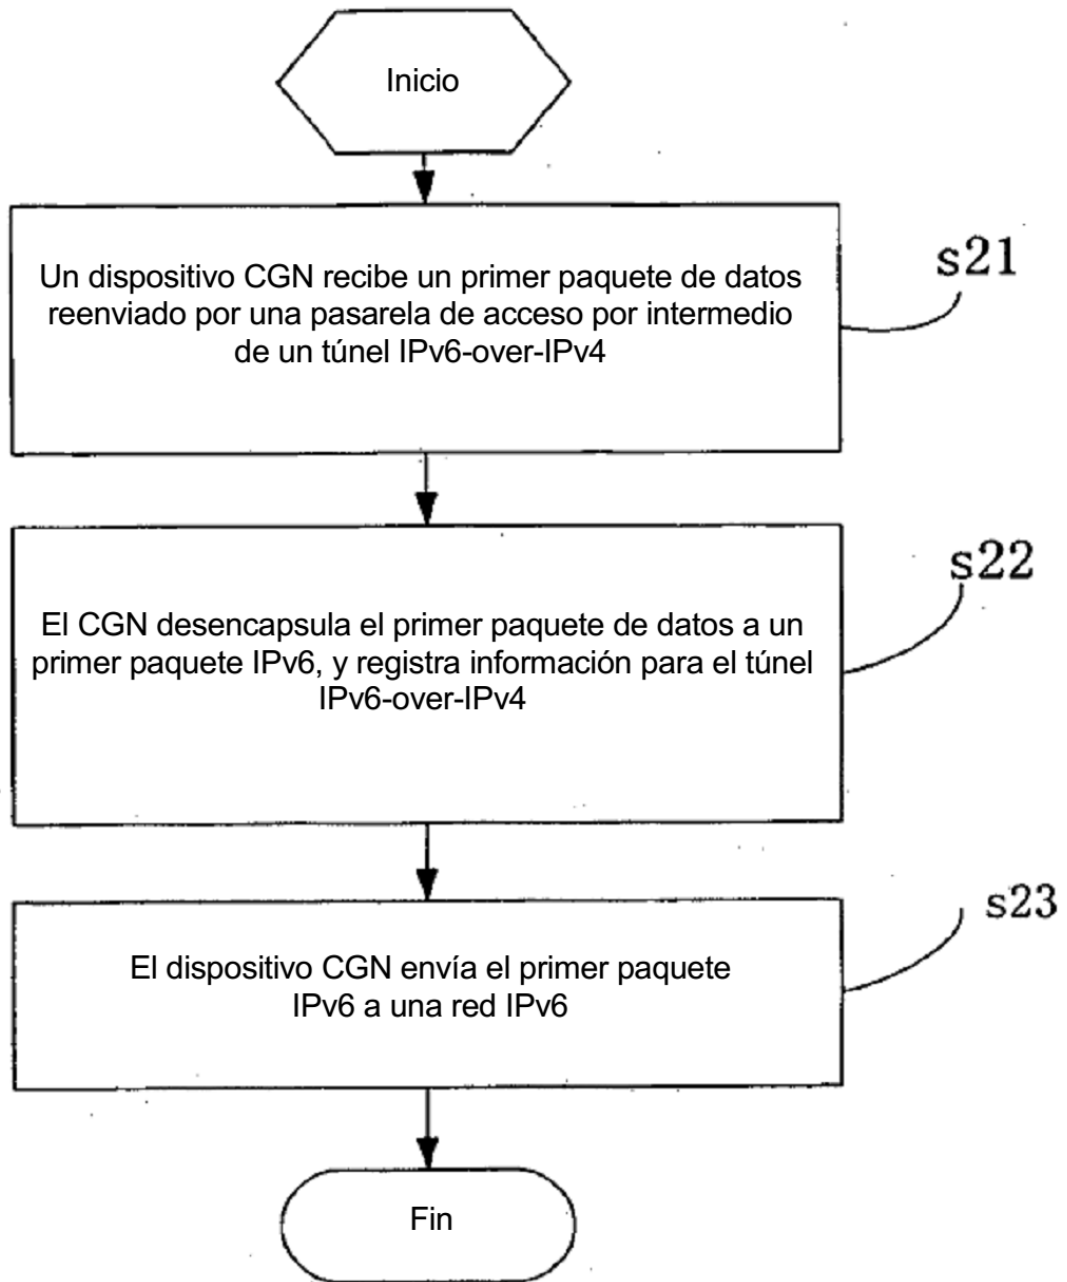 Inicio
Un dispositivo CGN recibe un primer paquete de datos
reenviado por una pasarela de acceso por intermedio
de un túnel IPv6-over-IPv4
s21
El CGN desencapsula el primer paquete de datos a un
primer paquete IPv6, y registra información para el túnel
IPv6-over-IPv4
s22
El dispositivo CGN envía el primer paquete
IPv6 a una red IPv6
s23
Fin